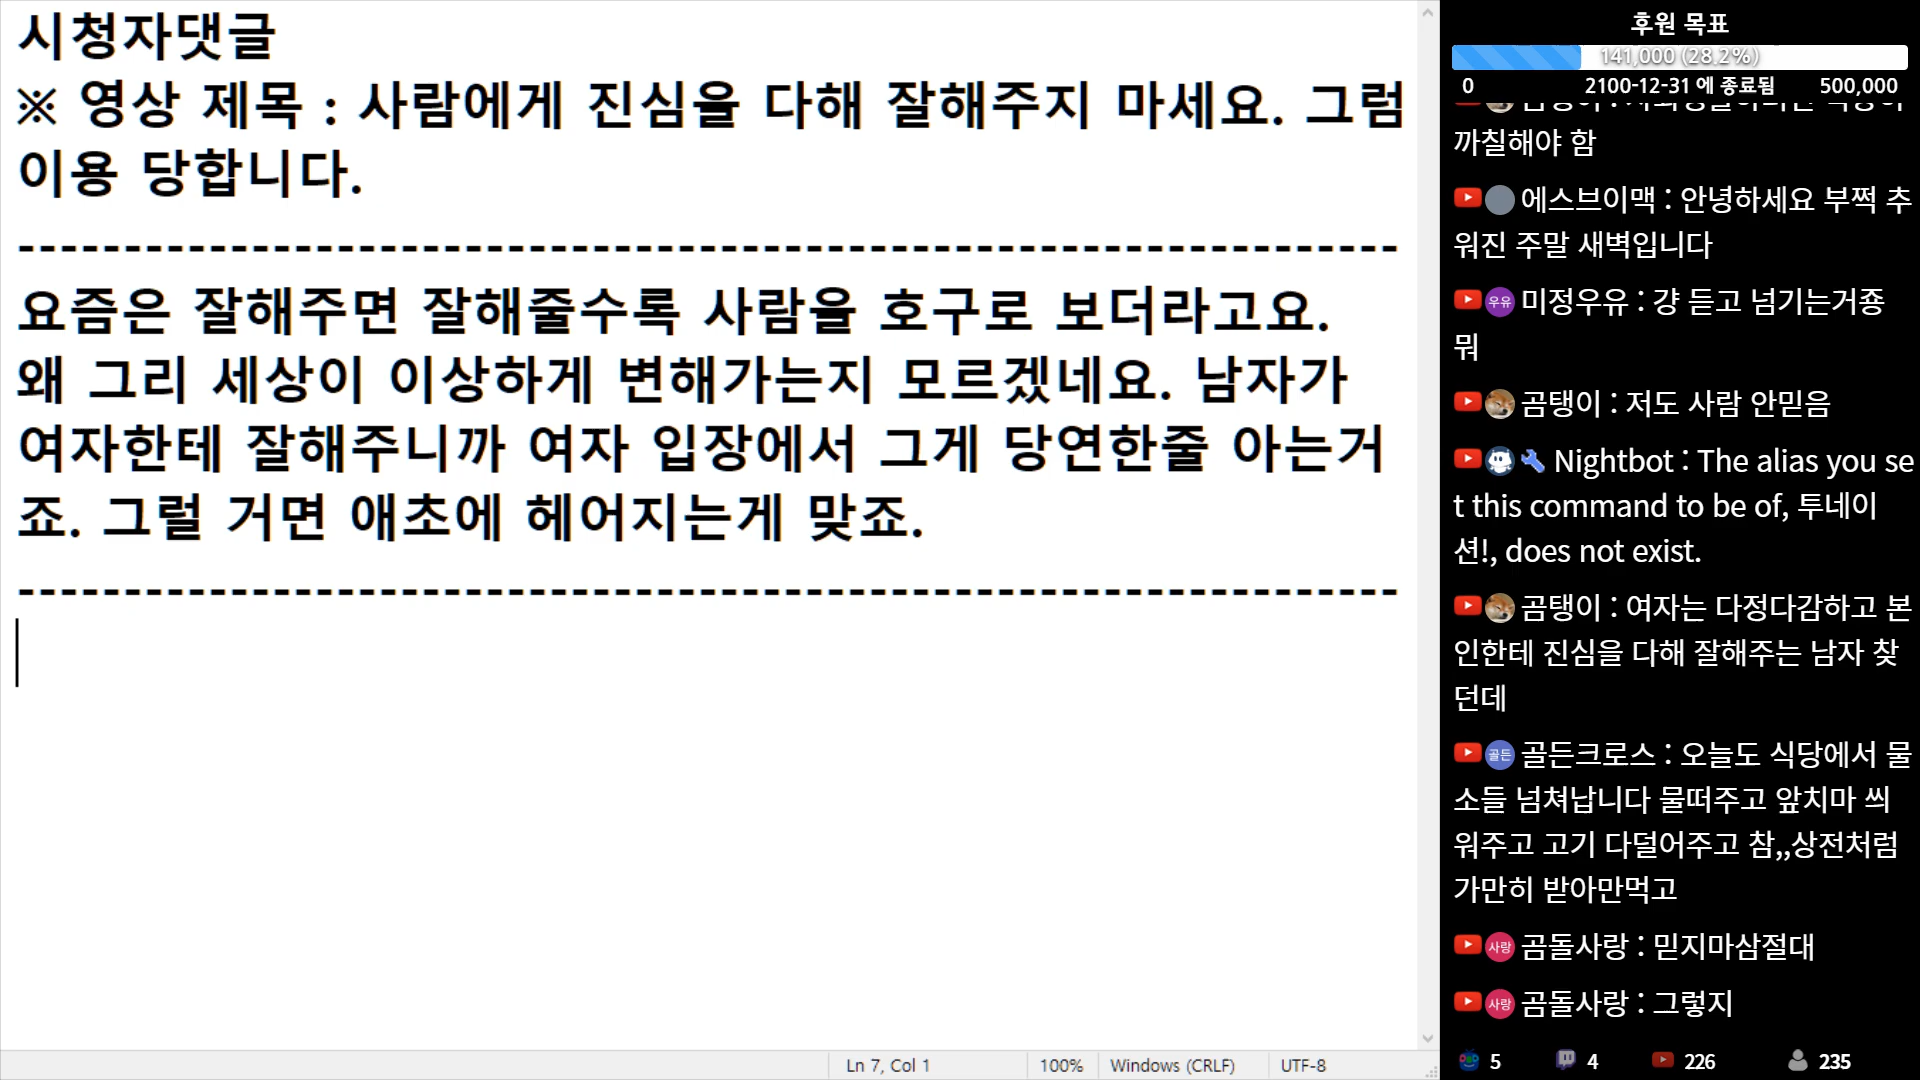 시청자댓글
※ 영상 제목 : 사람에게 진심을 다해 잘해주지 마세요. 그럼
이용 당합니다.
-----------------------------------------------------------------
요즘은 잘해주면 잘해줄수록 사람을 호구로 보더라고요.
왜 그리 세상이 이상하게 변해가는지 모르겠네요. 남자가
여자한테 잘해주니까 여자 입장에서 그게 당연한줄 아는거
죠. 그럴 거면 애초에 헤어지는게 맞죠.
-----------------------------------------------------------------
Ln 7, Col 1
100%
Windows (CRLF)
UTF-8
후원 목표
141,000 (28.2%)
0 2100-12-31 에 종료됨 500,000
곰탱이 :
까칠해야 함
에스브이맥 : 안녕하세요 부쩍 추
워진 주말 새벽입니다
우유 미정우유 : 걍 듣고 넘기는거죵
뭐
곰탱이 : 저도 사람 안믿음
Nightbot : The alias you se
t this command to be of, 투네이
션!, does not exist.
곰탱이 : 여자는 다정다감하고 본
인한테 진심을 다해 잘해주는 남자 찾
던데
골든 골든크로스 : 오늘도 식당에서 물
소들 넘쳐납니다 물떠주고 앞치마 씌
워주고 고기 다덜어주고 참,,상전처럼
가만히 받아만먹고
사랑 곰돌사랑 : 믿지마삼절대
사랑 곰돌사랑 : 그렇지
5 4 226 235